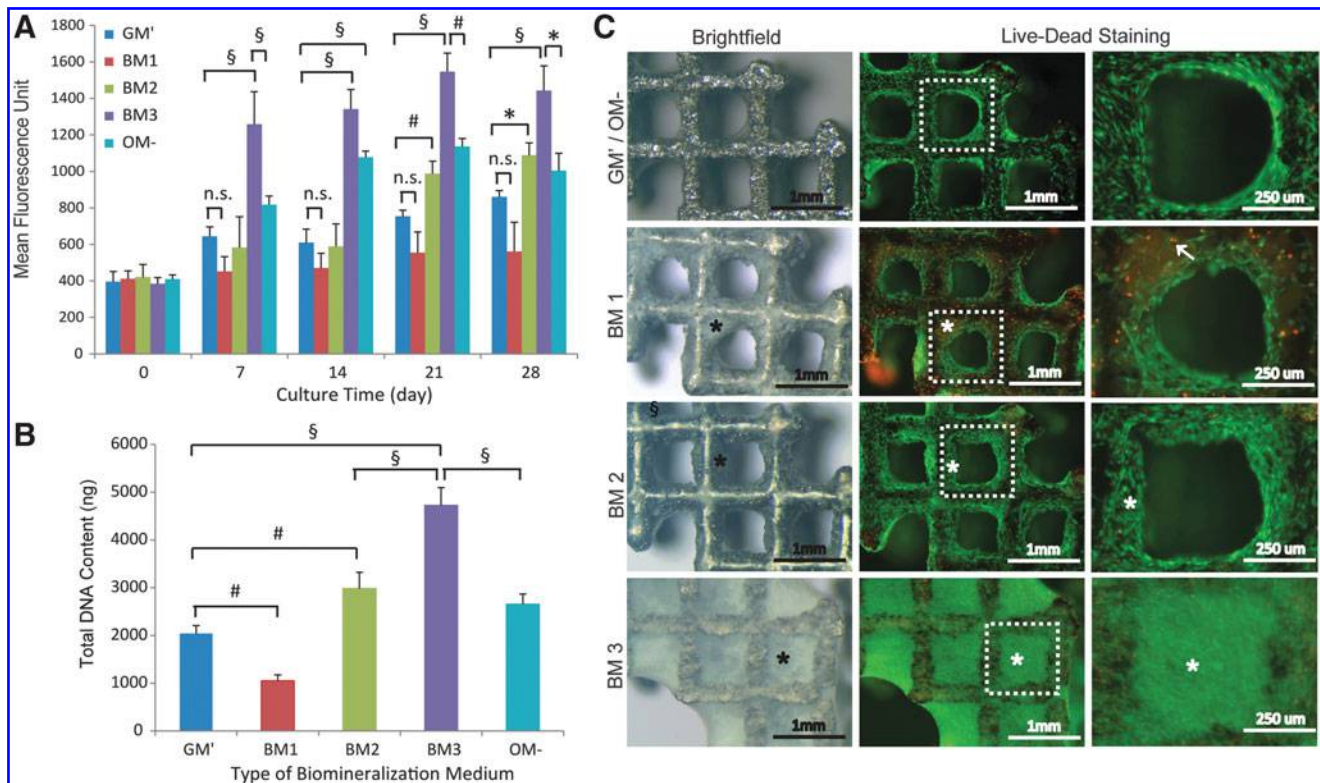 A
Mean Fluorescence Unit
1800
1600
1400
1200
1000
800
600
400
200
0
GM'
BM1
BM2
BM3
OM-
n.s.
§
§
n.s.
§
§
n.s.
#
§
#
n.s.
*
§
*
0 7 14 21 28
Culture Time (day)
B
Total DNA Content (ng)
6000
5000
4000
3000
2000
1000
0
§
§ §
#
#
GM' BM1 BM2 BM3 OM-
Type of Biomineralization Medium
C
Brightfield Live-Dead Staining
GM' / OM-
1mm 1mm 250 um
BM 1
* *
1mm 1mm 250 um
BM 2
§
* * *
1mm 1mm 250 um
BM 3
* * *
1mm 1mm 250 um